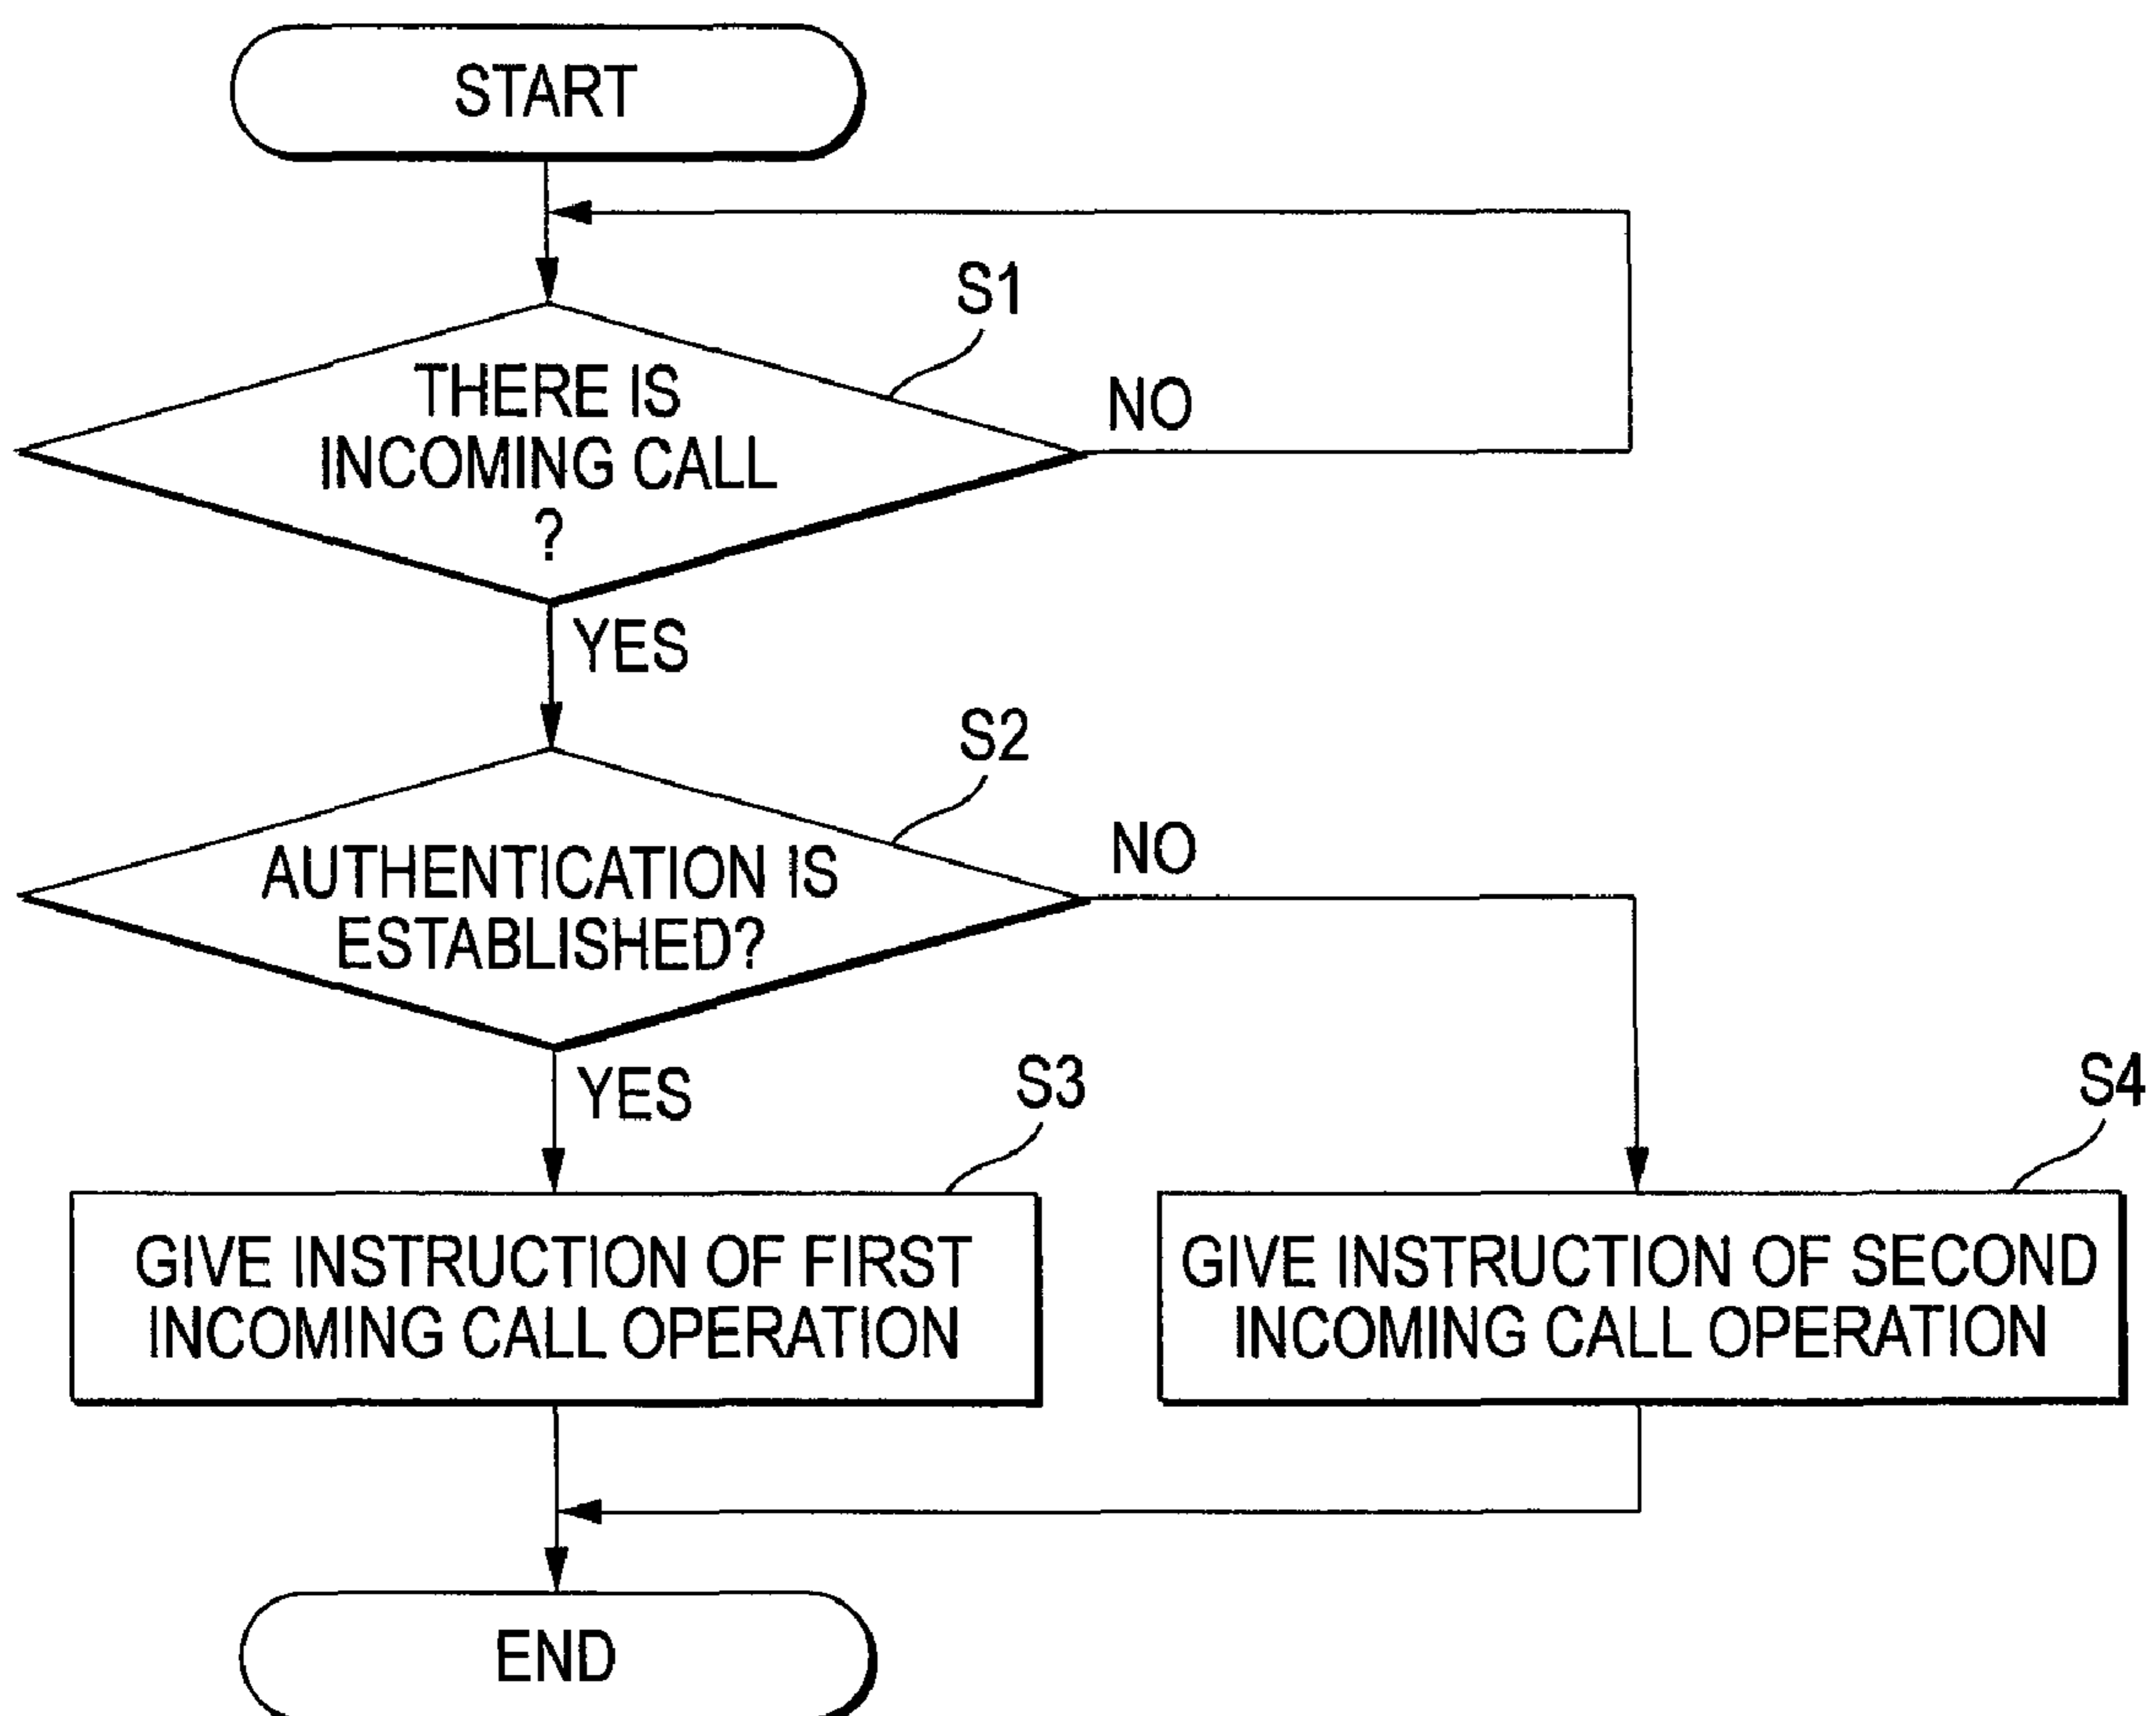 START
S1
THERE IS
INCOMING CALL
?
NO
YES
S2
AUTHENTICATION IS
ESTABLISHED?
NO
YES
S3
S4
GIVE INSTRUCTION OF FIRST
INCOMING CALL OPERATION
GIVE INSTRUCTION OF SECOND
INCOMING CALL OPERATION
END